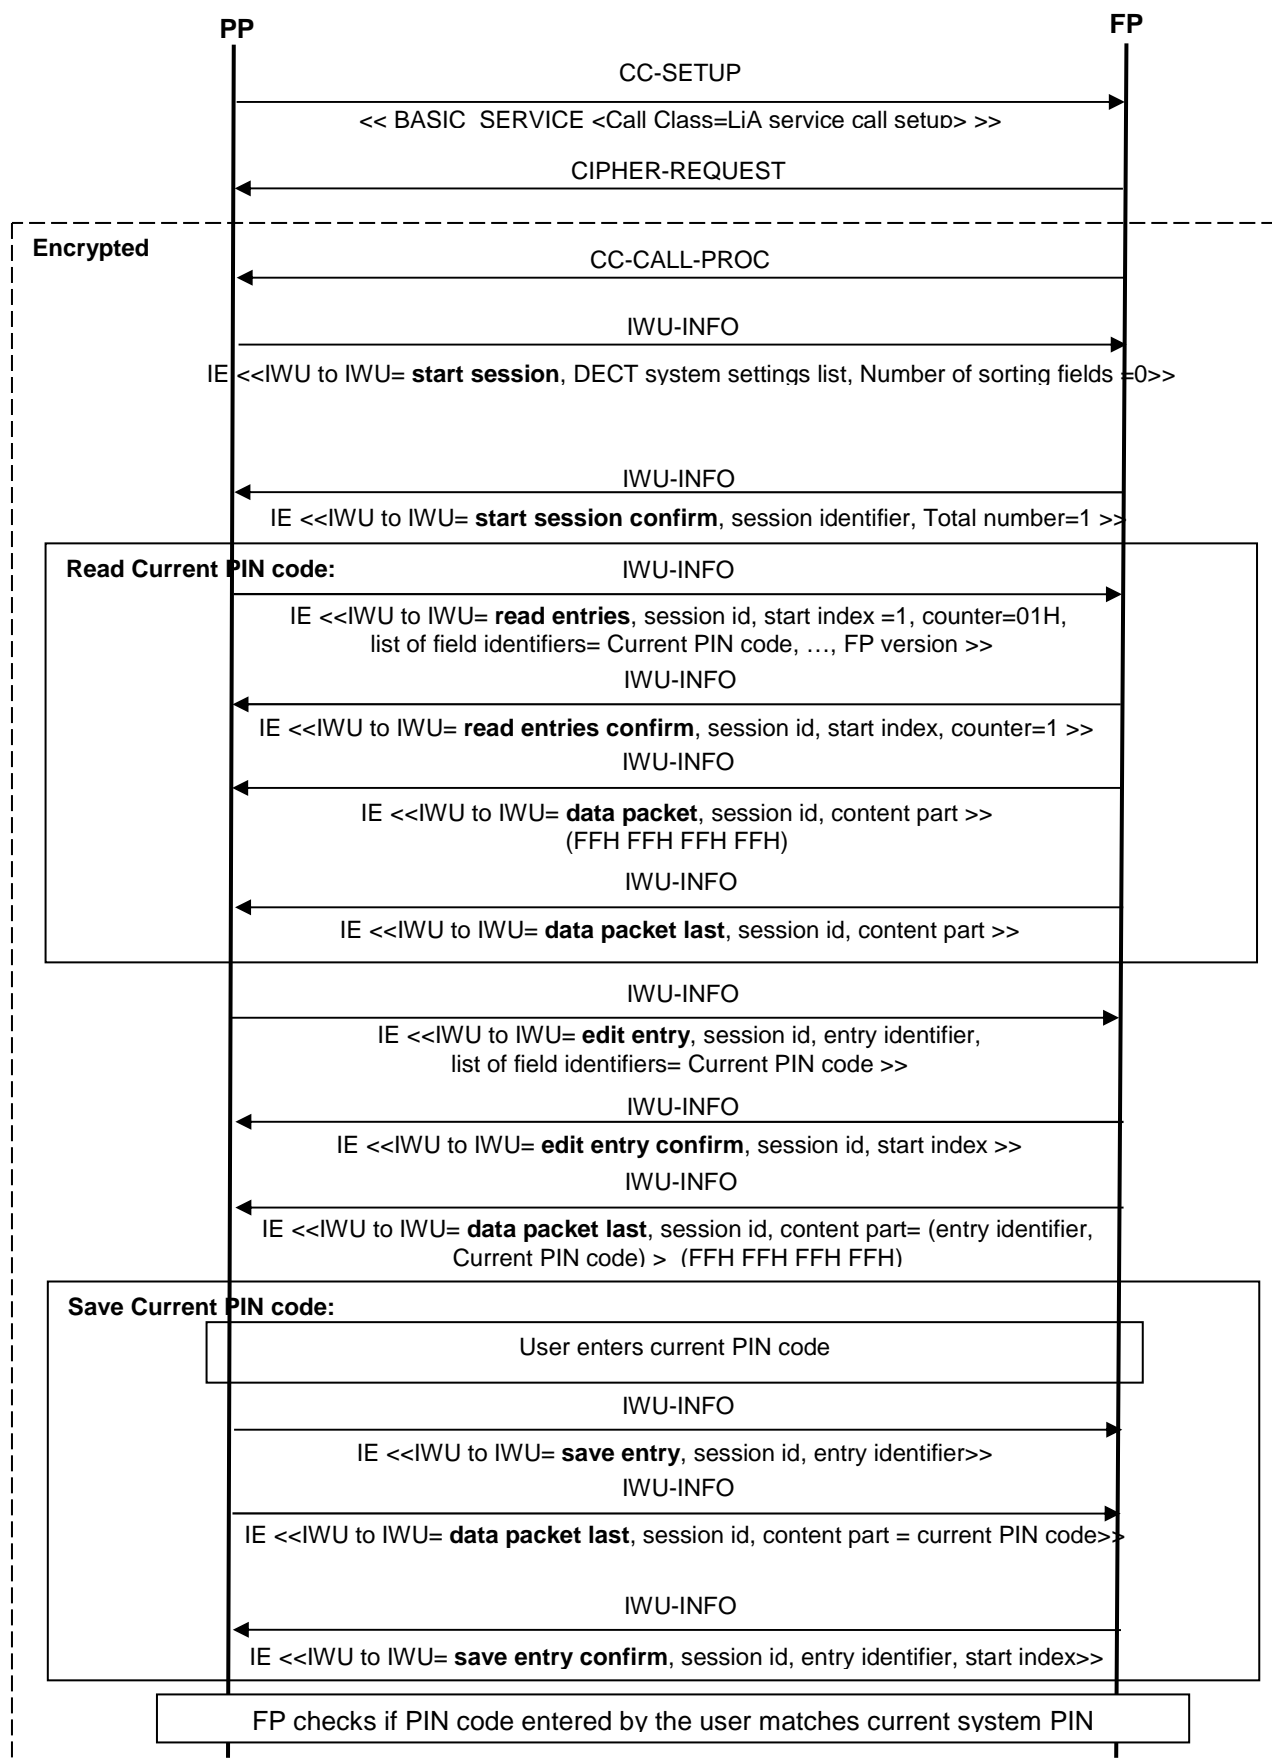 PP
FP
CC-SETUP
<< BASIC_SERVICE <Call Class=LiA service call setup> >>
CIPHER-REQUEST
Encrypted
CC-CALL-PROC
IWU-INFO
IE <<IWU to IWU= start session, DECT system settings list, Number of sorting fields =0>>
IWU-INFO
IE <<IWU to IWU= start session confirm, session identifier, Total number=1 >>
Read Current PIN code:
IWU-INFO
IE <<IWU to IWU= read entries, session id, start index =1, counter=01H,
list of field identifiers= Current PIN code, …, FP version >>
IWU-INFO
IE <<IWU to IWU= read entries confirm, session id, start index, counter=1 >>
IWU-INFO
IE <<IWU to IWU= data packet, session id, content part >>
(FFH FFH FFH FFH)
IWU-INFO
IE <<IWU to IWU= data packet last, session id, content part >>
IWU-INFO
IE <<IWU to IWU= edit entry, session id, entry identifier,
list of field identifiers= Current PIN code >>
IWU-INFO
IE <<IWU to IWU= edit entry confirm, session id, start index >>
IWU-INFO
IE <<IWU to IWU= data packet last, session id, content part= (entry identifier,
Current PIN code) > (FFH FFH FFH FFH)
Save Current PIN code:
User enters current PIN code
IWU-INFO
IE <<IWU to IWU= save entry, session id, entry identifier>>
IWU-INFO
IE <<IWU to IWU= data packet last, session id, content part = current PIN code>>
IWU-INFO
IE <<IWU to IWU= save entry confirm, session id, entry identifier, start index>>
FP checks if PIN code entered by the user matches current system PIN